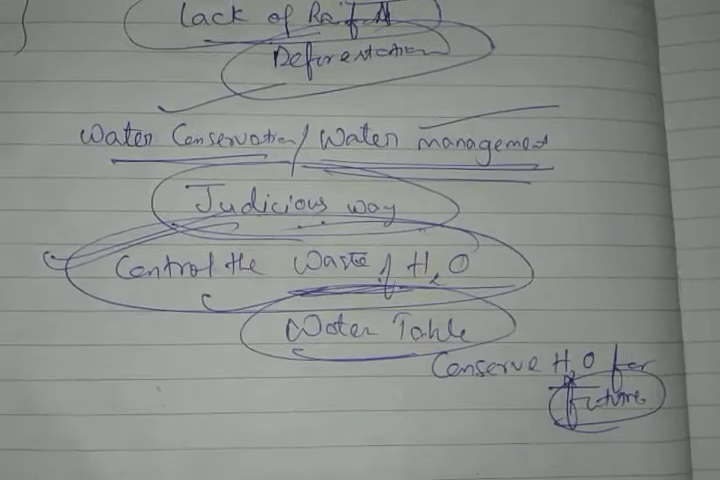 Lack of Rainfall
Deforestation
Water Conservation/Water management
Judicious way
Control the Waste of H2O
Water Table
Conserve H2O for
future